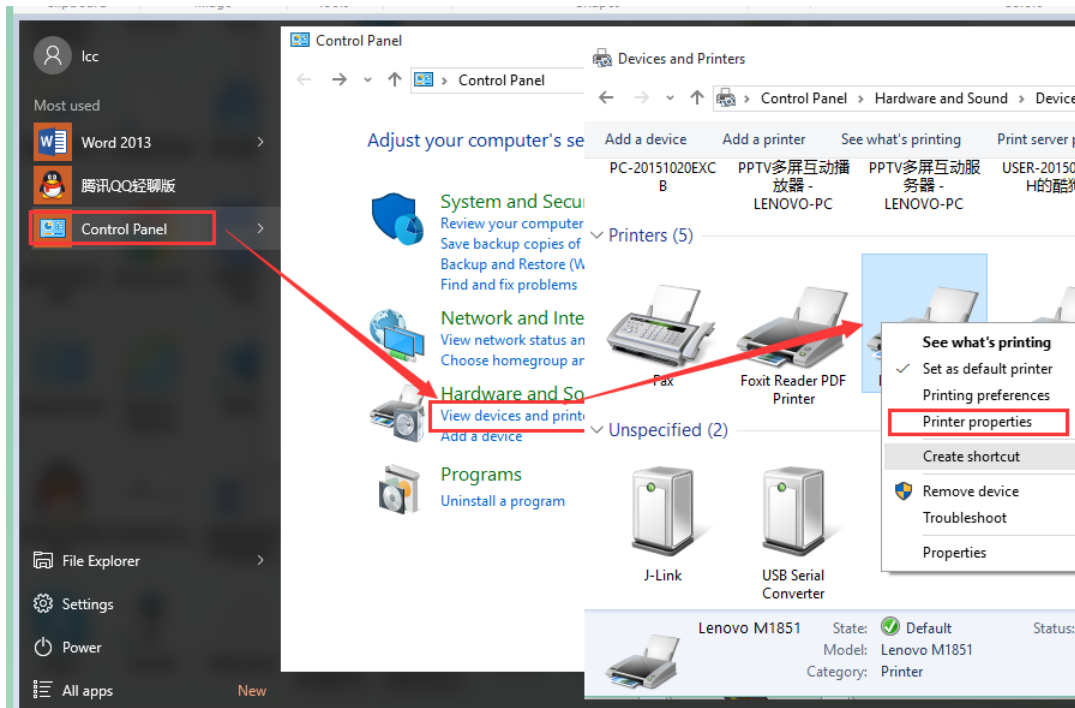 lcc
Most used
Word 2013
腾讯QQ轻聊版
Control Panel
File Explorer
Settings
Power
All apps
New
Control Panel
Control Panel
Adjust your computer's se
System and Secu
Review your computer
Save backup copies of
Backup and Restore (W
Find and fix problems
Network and Inte
View network status an
Choose homegroup an
Hardware and So
View devices and printe
Add a device
Programs
Uninstall a program
Devices and Printers
Control Panel > Hardware and Sound > Device
Add a device
Add a printer
See what's printing
Print server p
PC-20151020EXC
B
PPTV多屏互动播
放器 -
LENOVO-PC
PPTV多屏互动服
务器 -
LENOVO-PC
USER-20150
H的酷狗
Printers (5)
Fax
Foxit Reader PDF
Printer
See what's printing
Set as default printer
Printing preferences
Printer properties
Create shortcut
Remove device
Troubleshoot
Properties
Unspecified (2)
J-Link
USB Serial
Converter
Lenovo M1851
State:
Default
Status:
Model:
Lenovo M1851
Category:
Printer